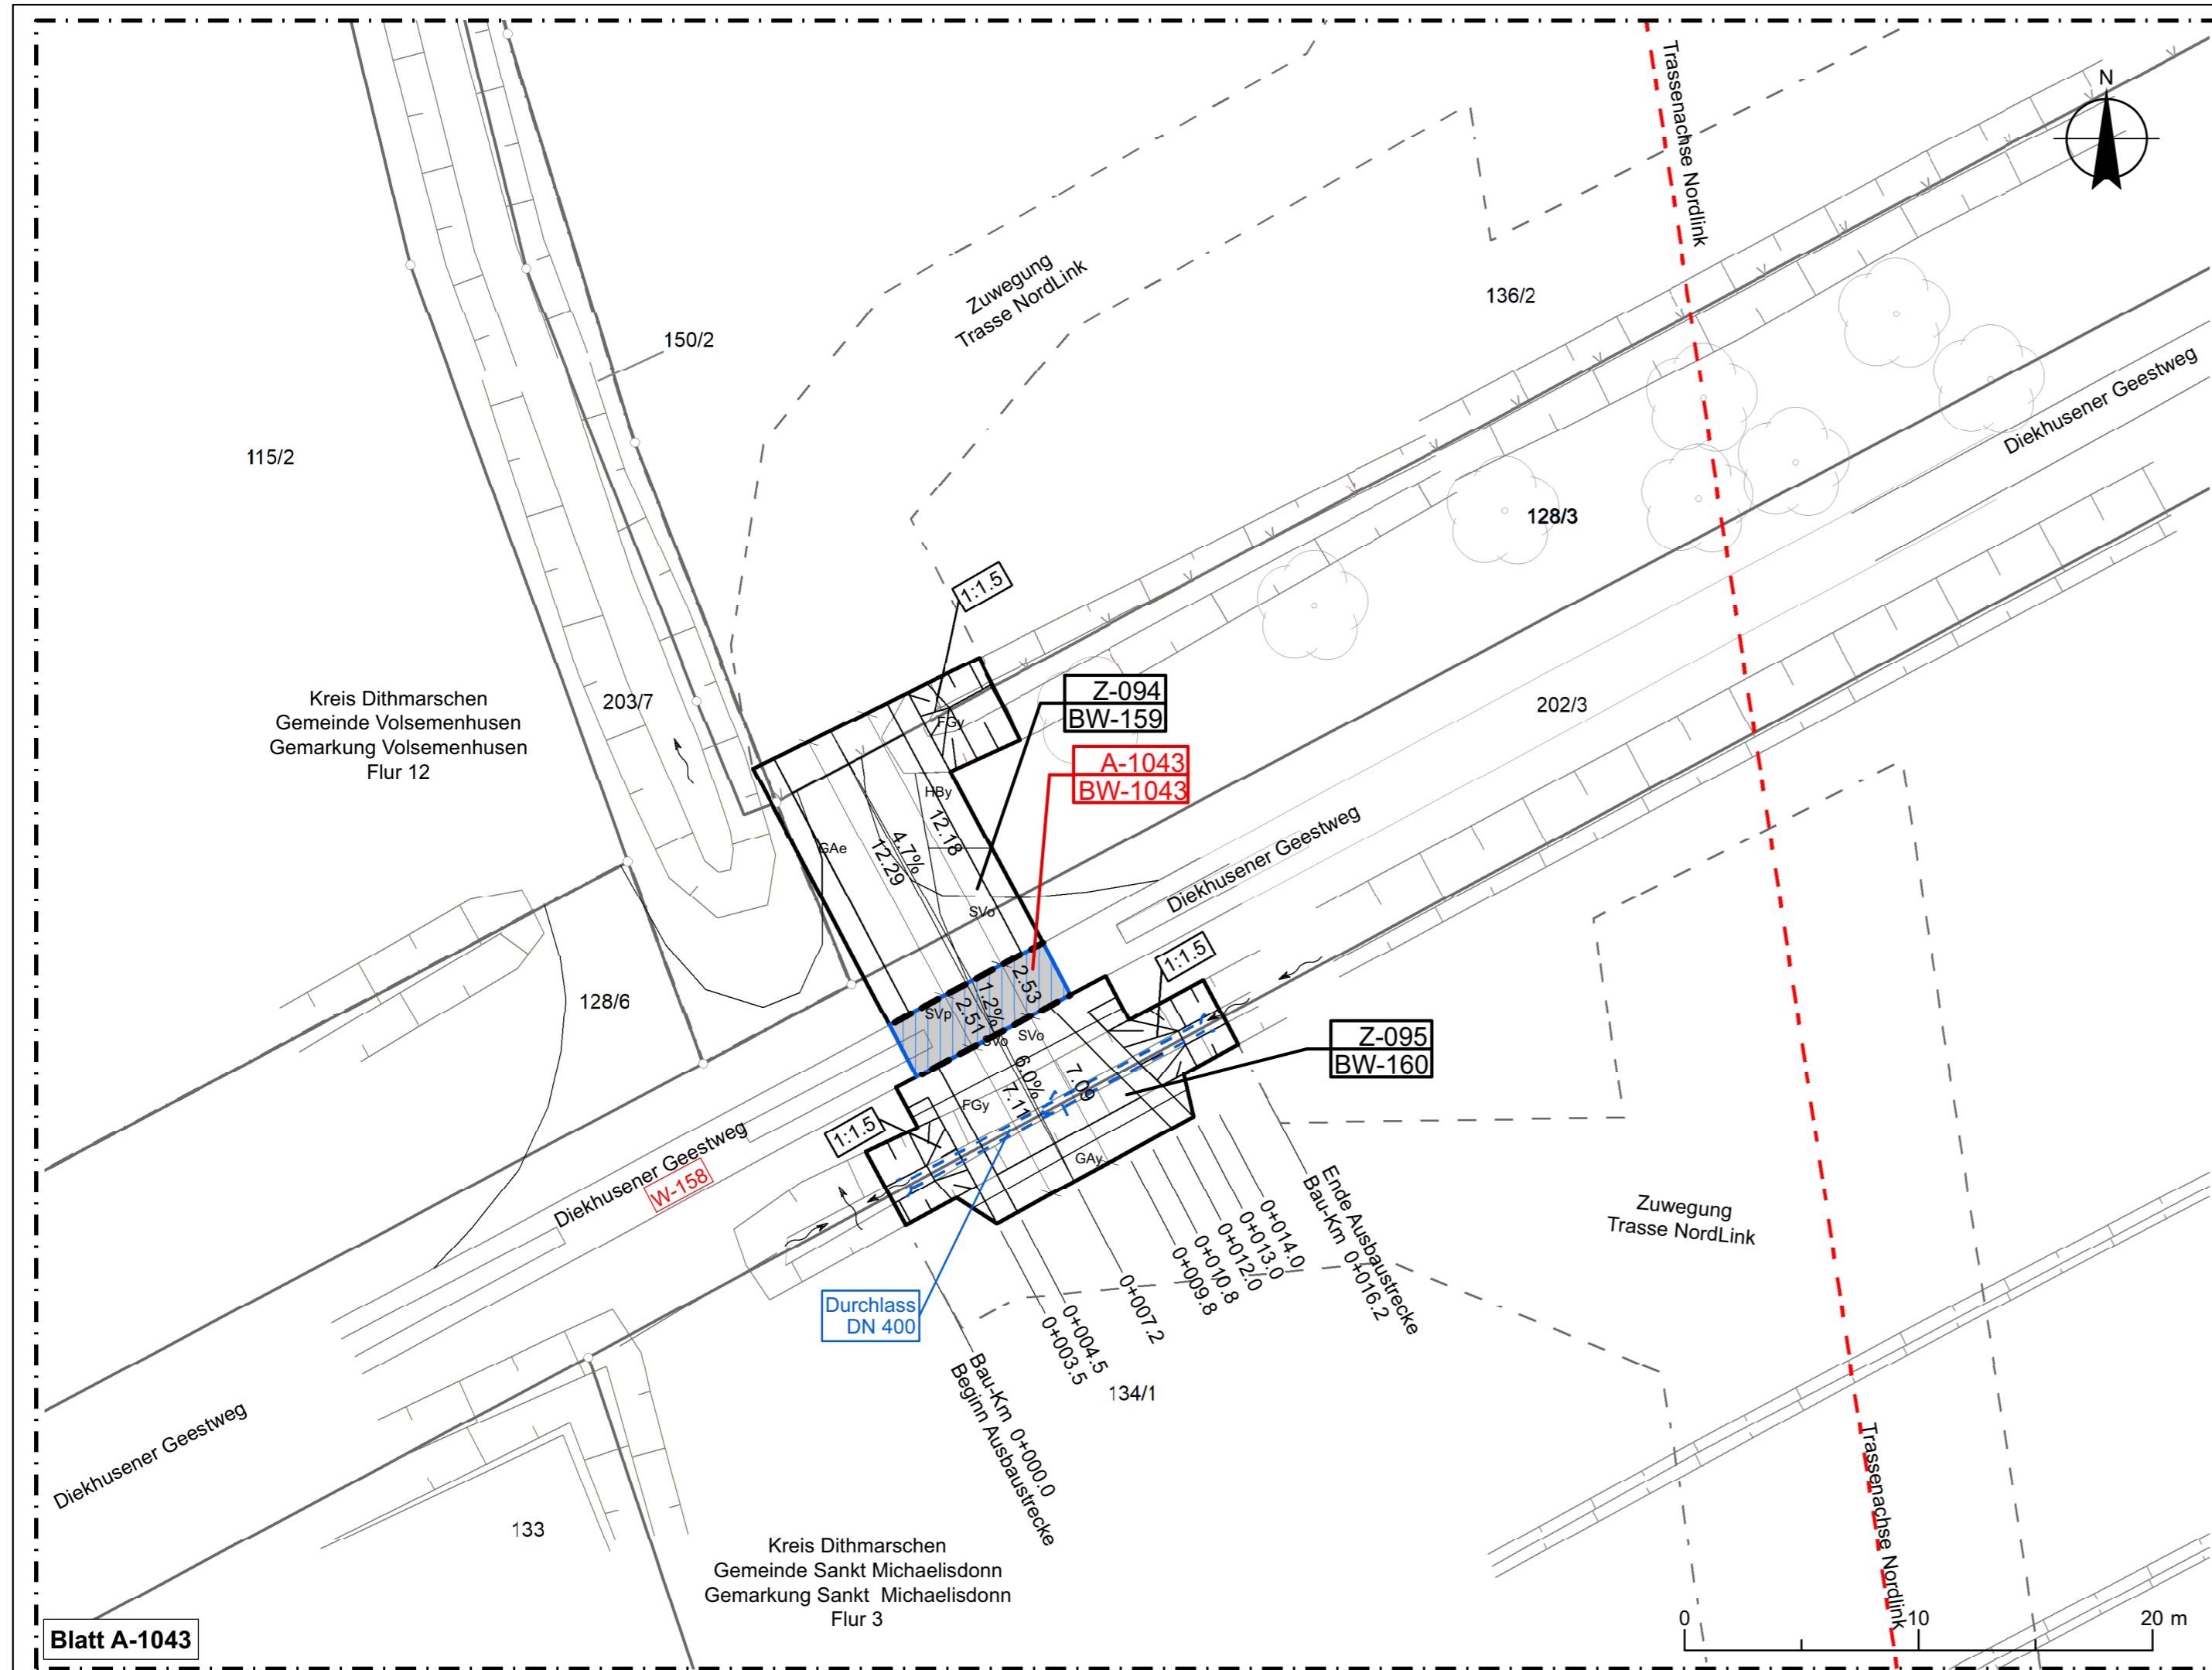 Trassenachse Nordlink
N
Zuwegung
Trasse NordLink
136/2
150/2
115/2
Diekhusener Geestweg
128/3
1:1.5
Kreis Dithmarschen
Gemeinde Volsemenhusen
Gemarkung Volsemenhusen
Flur 12
203/7
Z-094
BW-159
202/3
FGy
A-1043
BW-1043
HBy
12.18
4.7%
12.29
GAe
Diekhusener Geestweg
SVo
1:1.5
2.53
1.2%
2.51
SVp
SVo
SVo
128/6
Z-095
BW-160
6.0%
7.09
7.11
FGy
1:1.5
GAy
Diekhusener Geestweg
W-158
Durchlass
DN 400
Bau-Km 0+000.0
Beginn Ausbaustrecke
0+003.5
0+004.5
0+007.2
0+009.8
0+010.8
0+012.0
0+013.0
0+014.0
Ende Ausbaustrecke
Bau-Km 0+016.2
Zuwegung
Trasse NordLink
134/1
Diekhusener Geestweg
133
Trassenachse Nordlink
Kreis Dithmarschen
Gemeinde Sankt Michaelisdonn
Gemarkung Sankt Michaelisdonn
Flur 3
Blatt A-1043
0 10 20 m